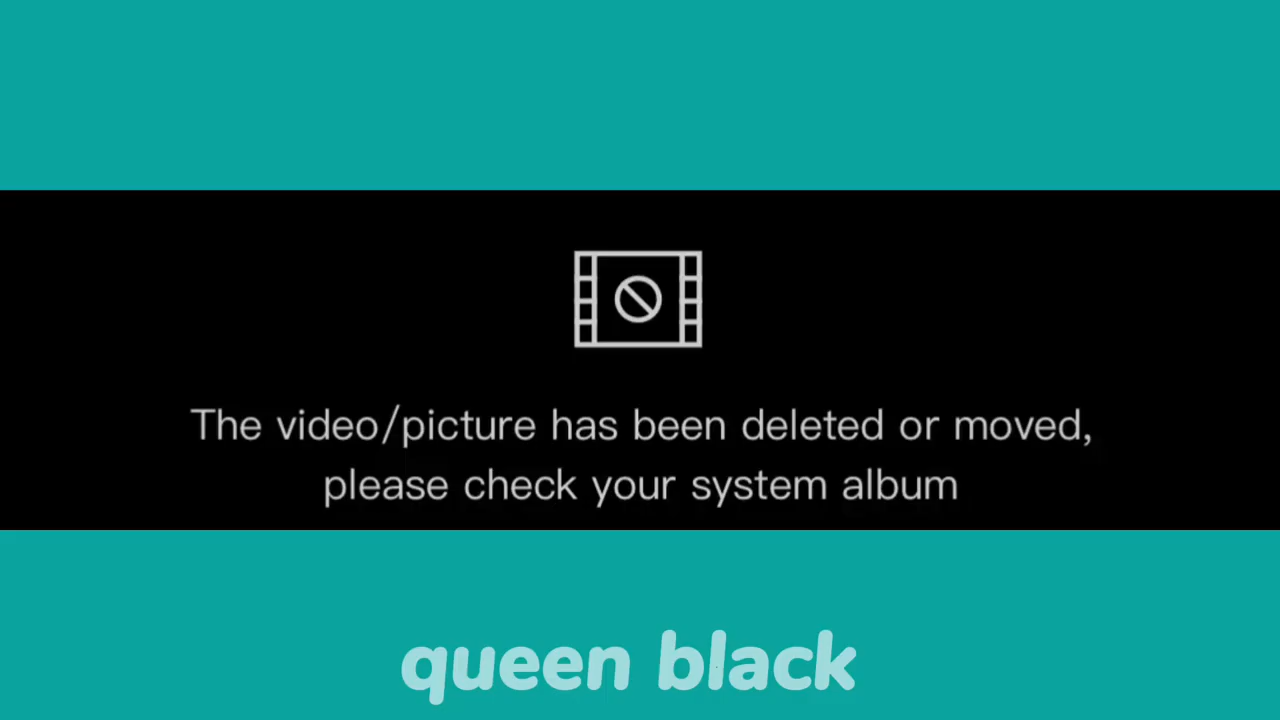 The video/picture has been deleted or moved,
please check your system album
queen black